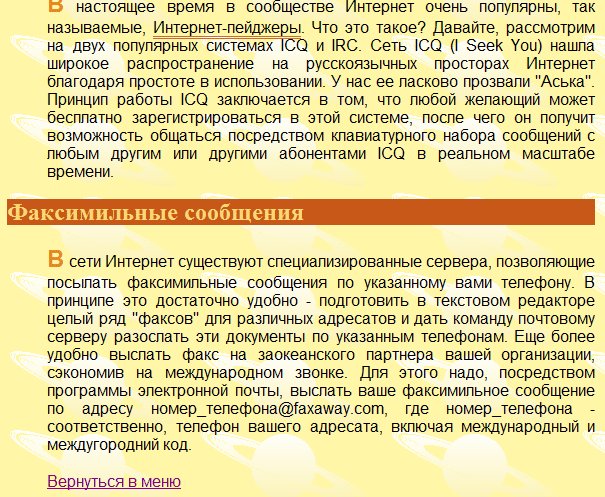 В настоящее время в сообществе Интернет очень популярны, так
называемые, Интернет-пейджеры. Что это такое? Давайте, рассмотрим
на двух популярных системах ICQ и IRC. Сеть ICQ (I Seek You) нашла
широкое распространение на русскоязычных просторах Интернет
благодаря простоте в использовании. У нас ее ласково прозвали "Аська".
Принцип работы ICQ заключается в том, что любой желающий может
бесплатно зарегистрироваться в этой системе, после чего он получит
возможность общаться посредством клавиатурного набора сообщений с
любым другим или другими абонентами ICQ в реальном масштабе
времени.
Факсимильные сообщения
В сети Интернет существуют специализированные сервера, позволяющие
посылать факсимильные сообщения по указанному вами телефону. В
принципе это достаточно удобно - подготовить в текстовом редакторе
целый ряд "факсов" для различных адресатов и дать команду почтовому
серверу разослать эти документы по указанным телефонам. Еще более
удобно выслать факс на заокеанского партнера вашей организации,
сэкономив на международном звонке. Для этого надо, посредством
программы электронной почты, выслать ваше факсимильное сообщение
по адресу номер_телефона@faxaway.com, где номер_телефона -
соответственно, телефон вашего адресата, включая международный и
междугородний код.
Вернуться в меню